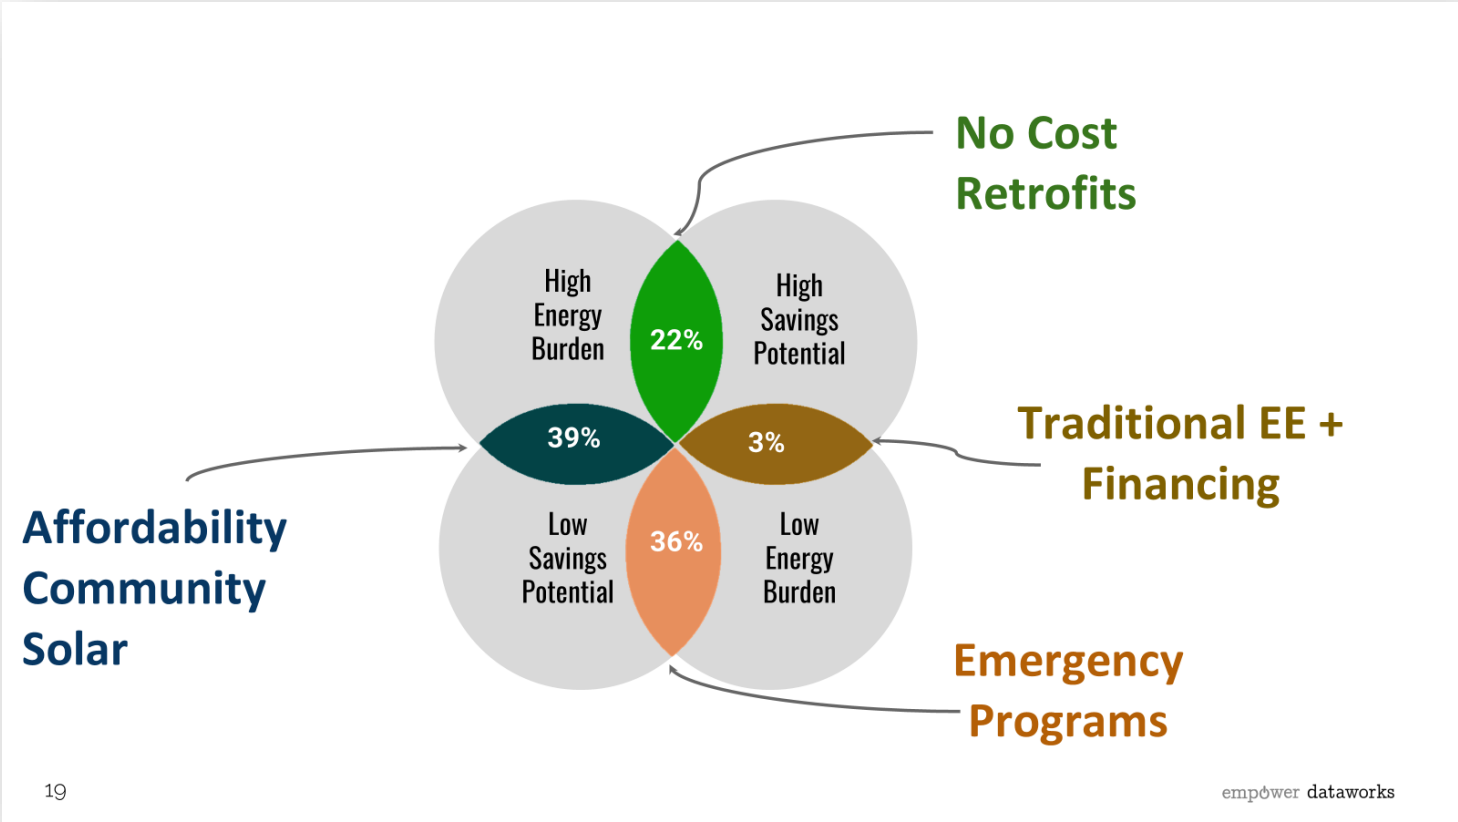 No Cost
Retrofits
High
Energy
Burden
22%
High
Savings
Potential
39%
3%
Traditional EE +
Financing
Affordability
Community
Solar
Low
Savings
Potential
36%
Low
Energy
Burden
Emergency
Programs
19
empower dataworks